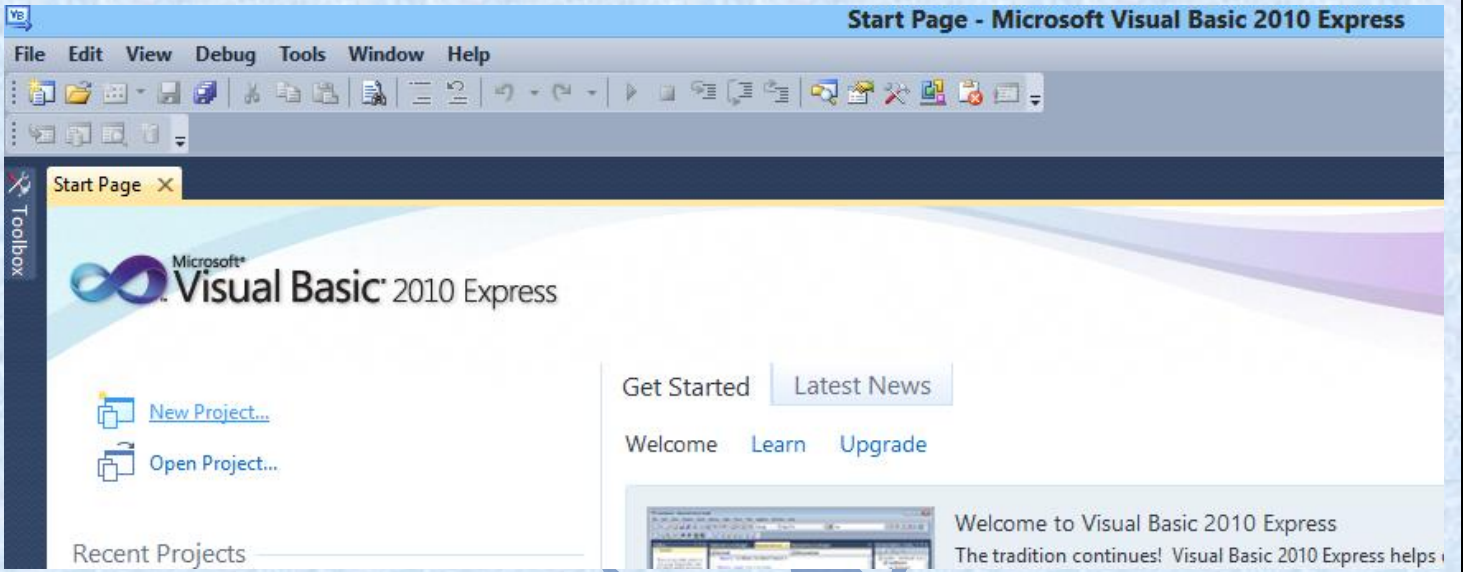 VB
Start Page - Microsoft Visual Basic 2010 Express
File Edit View Debug Tools Window Help
Start Page
Toolbox
Microsoft®
Visual Basic® 2010 Express
Get Started Latest News
New Project...
Welcome Learn Upgrade
Open Project...
Welcome to Visual Basic 2010 Express
Recent Projects
The tradition continues! Visual Basic 2010 Express helps